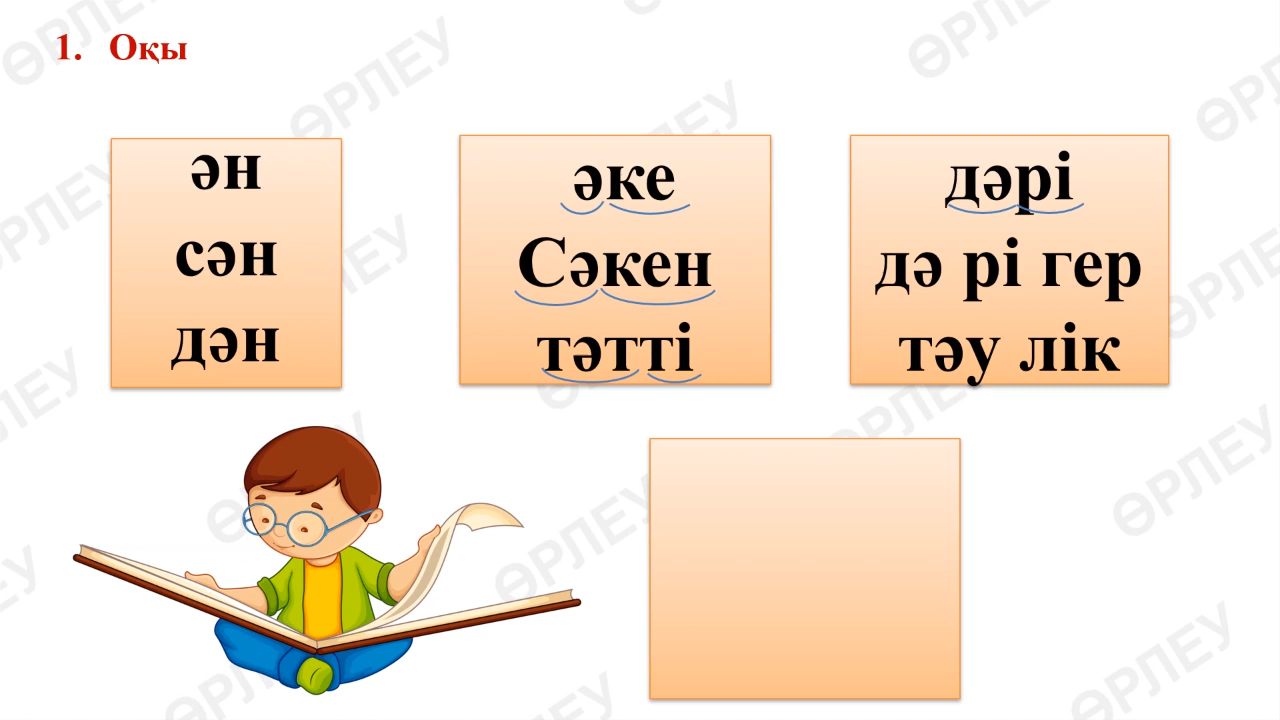 1. Оқы
ән
сән
дән
әке
Сәкен
тәтті
дәрі
дә рі гер
тәу лік
ӨРЛЕУ